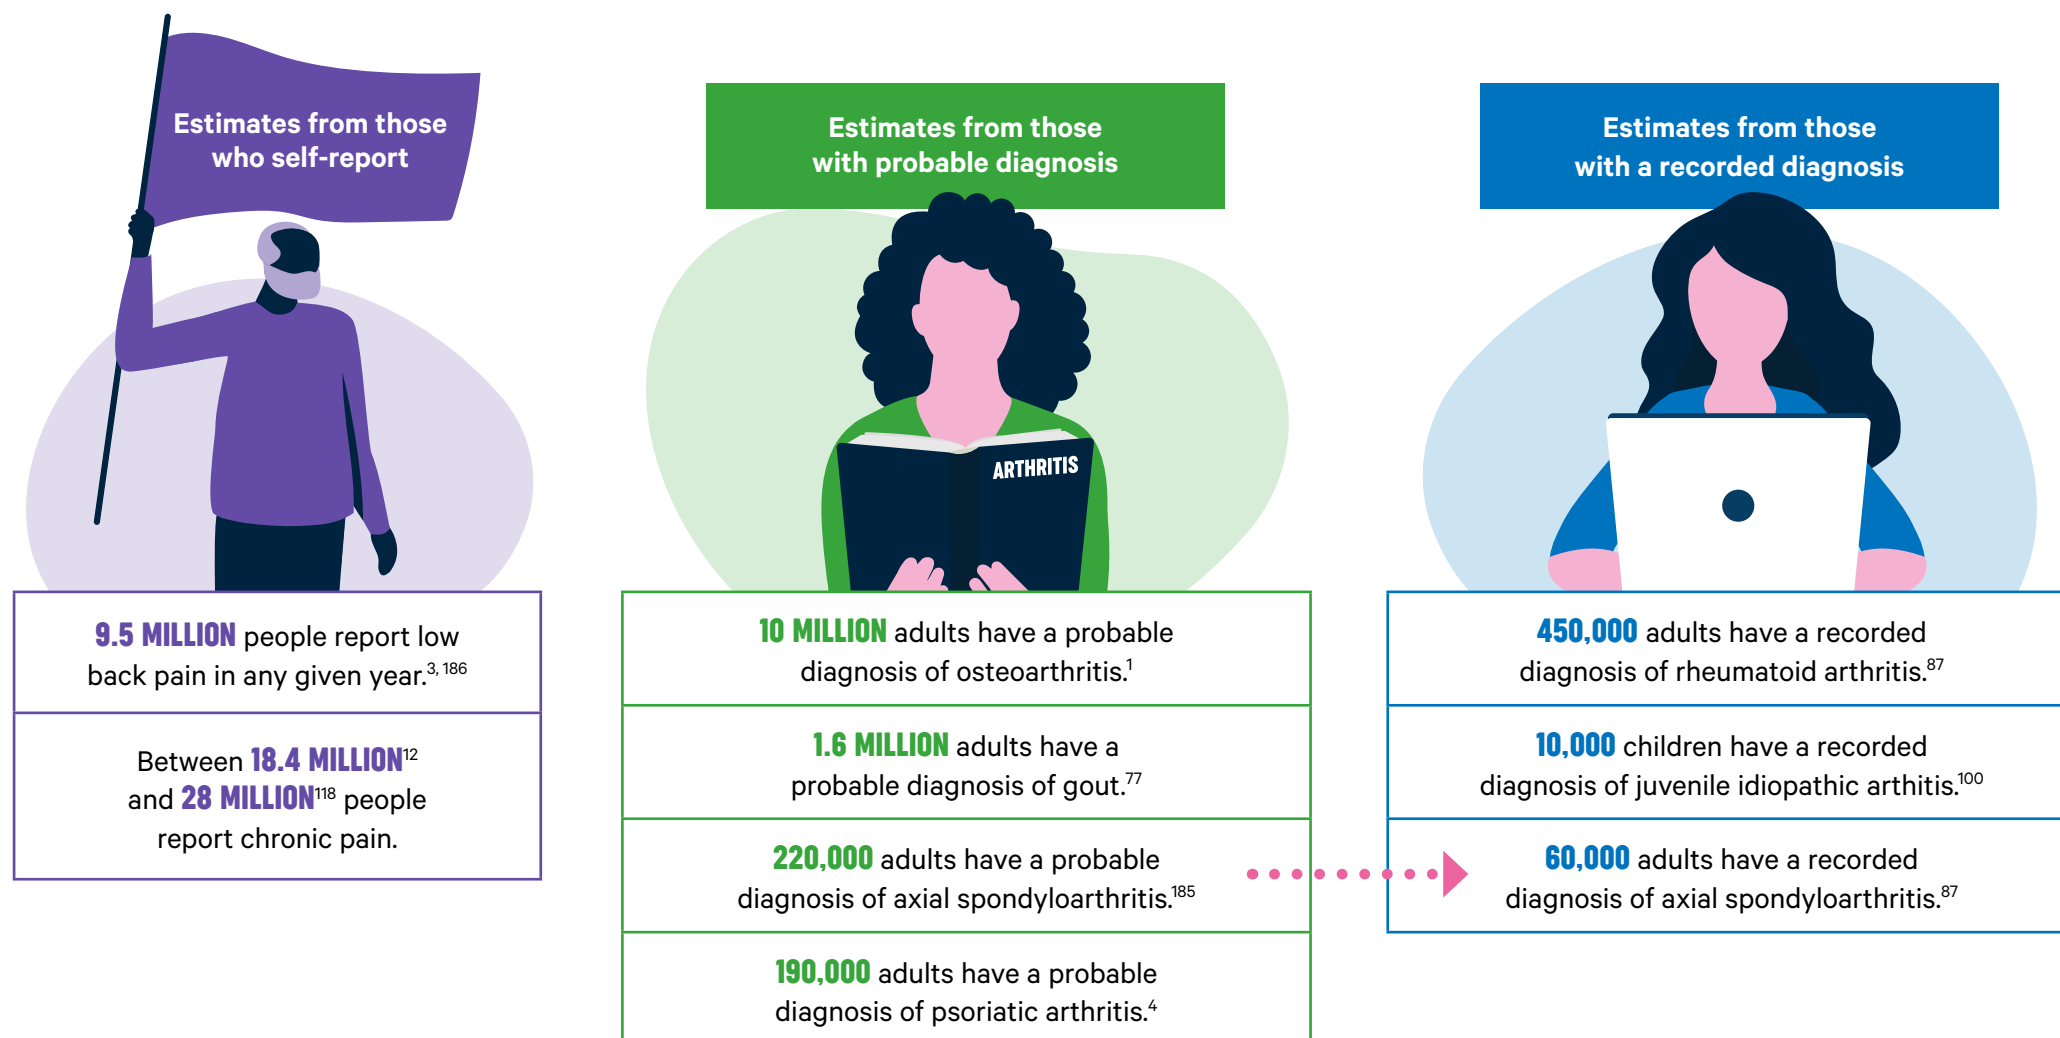 Estimates from those
who self-report
9.5 MILLION people report low
back pain in any given year.3, 186
Between 18.4 MILLION12
and 28 MILLION118 people
report chronic pain.
Estimates from those
with probable diagnosis
ARTHRITIS
10 MILLION adults have a probable
diagnosis of osteoarthritis.1
1.6 MILLION adults have a
probable diagnosis of gout.77
220,000 adults have a probable
diagnosis of axial spondyloarthritis.185
190,000 adults have a probable
diagnosis of psoriatic arthritis.4
Estimates from those
with a recorded diagnosis
450,000 adults have a recorded
diagnosis of rheumatoid arthritis.87
10,000 children have a recorded
diagnosis of juvenile idiopathic arthitis.100
60,000 adults have a recorded
diagnosis of axial spondyloarthritis.87